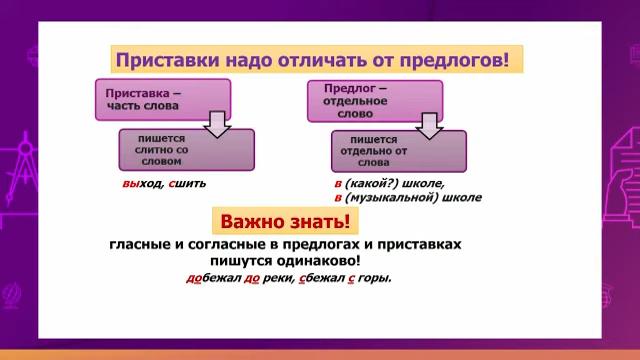 Приставки надо отличать от предлогов!
Приставка –
часть слова
пишется
слитно со
словом
выход, сшить
Предлог –
отдельное
слово
пишется
отдельно от
слова
в (какой?) школе,
в (музыкальной) школе
Важно знать!
гласные и согласные в предлогах и приставках
пишутся одинаково!
добежал до реки, сбежал с горы.